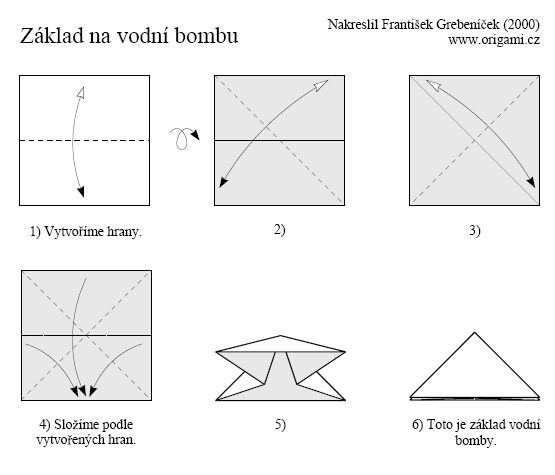 Základ na vodní bombu
Nakreslil František Grebeníček (2000)
www.origami.cz
1) Vytvoříme hrany.
2)
3)
4) Složíme podle
vytvořených hran.
5)
6) Toto je základ vodní
bomby.